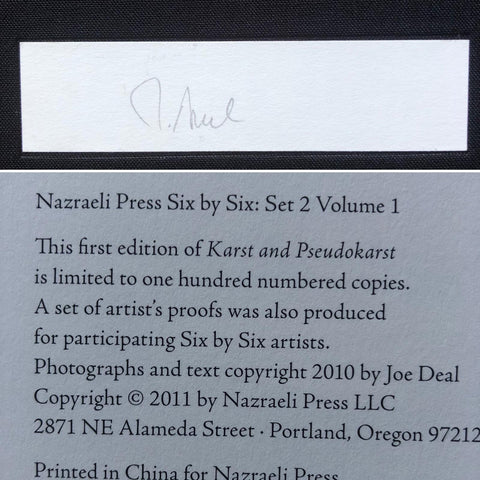 Nazraeli Press Six by Six: Set 2 Volume 1
This first edition of Karst and Pseudokarst
is limited to one hundred numbered copies.
A set of artist's proofs was also produced
for participating Six by Six artists.
Photographs and text copyright 2010 by Joe Deal
Copyright © 2011 by Nazraeli Press LLC
2871 NE Alameda Street · Portland, Oregon 97212
Printed in China for Nazraeli Press